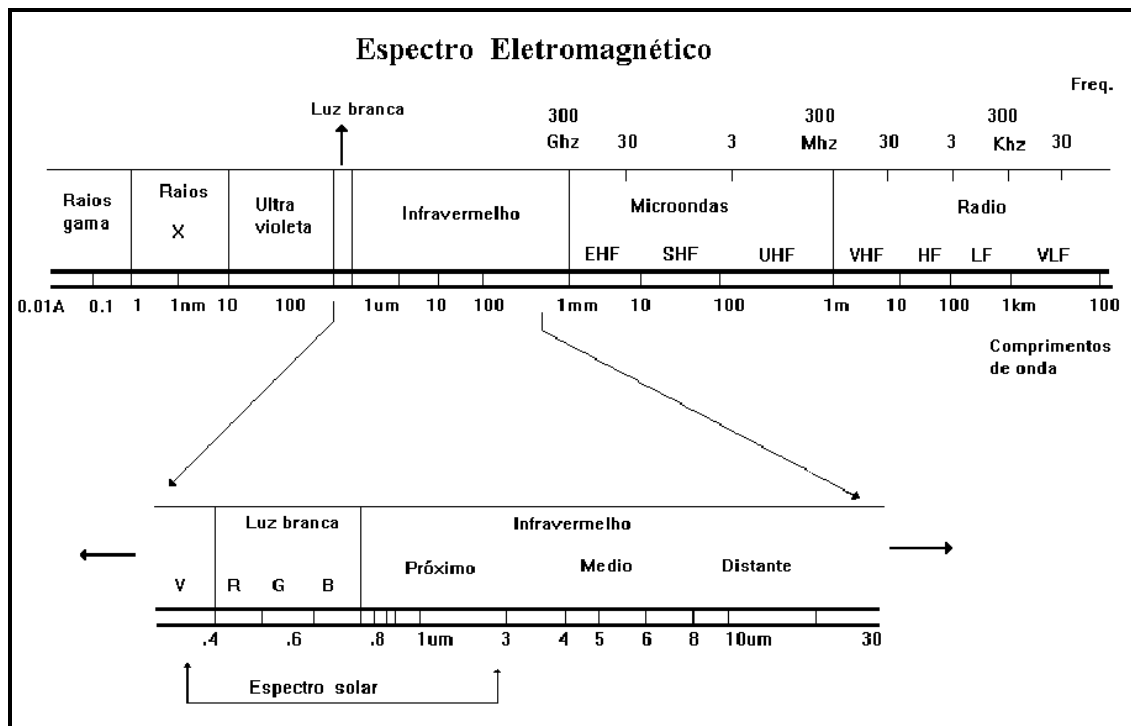 Espectro Eletromagnético
Freq.
Luz branca
300 300 300
Ghz 30 3 Mhz 30 3 Khz 30
Raios Raios Ultra Infravermelho Microondas Radio
gama X violeta
EHF SHF UHF VHF HF LF VLF
0.01A 0.1 1 1nm 10 100 1um 10 100 1mm 10 100 1m 10 100 1km 100
Comprimentos
de onda
Luz branca Infravermelho
Próximo Medio Distante
V R G B
.4 .6 .8 1um 3 4 5 6 8 10um 30
Espectro solar